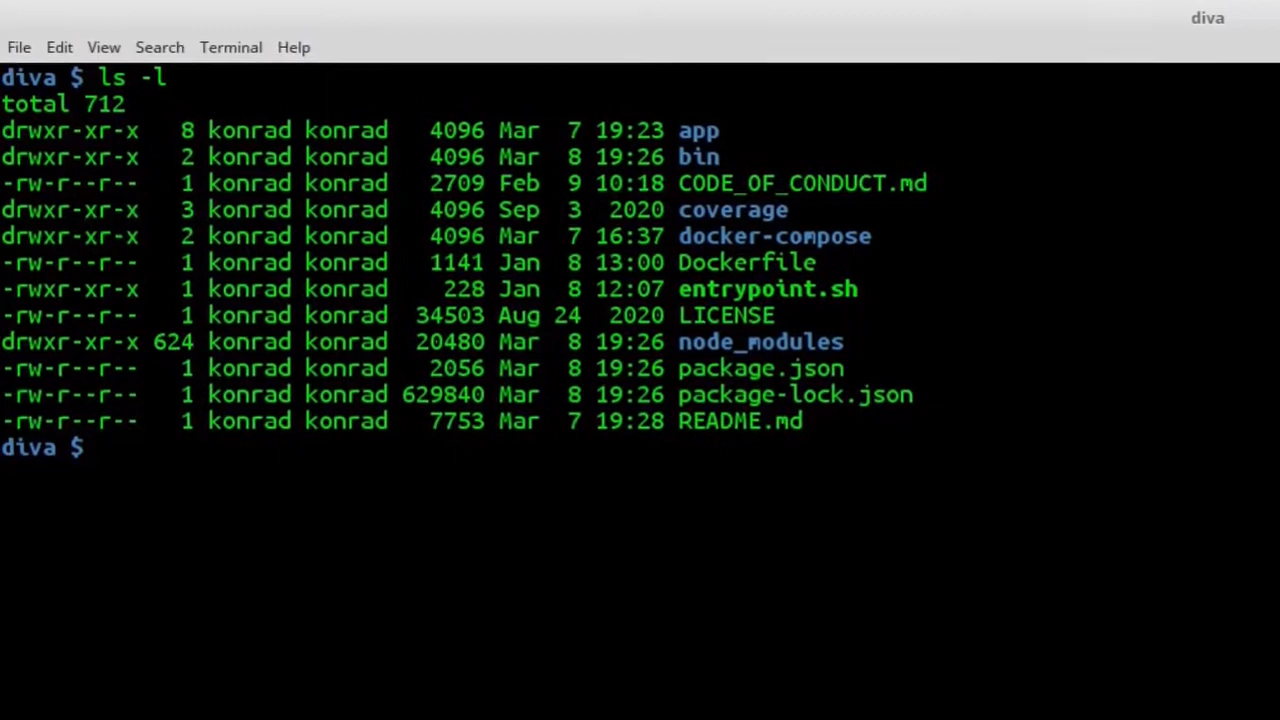 diva
File Edit View Search Terminal Help
diva $ ls -l
total 712
drwxr-xr-x   8 konrad konrad   4096 Mar  7 19:23 app
drwxr-xr-x   2 konrad konrad   4096 Mar  8 19:26 bin
-rw-r--r--   1 konrad konrad   2709 Feb  9 10:18 CODE_OF_CONDUCT.md
drwxr-xr-x   3 konrad konrad   4096 Sep  3  2020 coverage
drwxr-xr-x   2 konrad konrad   4096 Mar  7 16:37 docker-compose
-rw-r--r--   1 konrad konrad   1141 Jan  8 13:00 Dockerfile
-rwxr-xr-x   1 konrad konrad    228 Jan  8 12:07 entrypoint.sh
-rw-r--r--   1 konrad konrad  34503 Aug 24  2020 LICENSE
drwxr-xr-x 624 konrad konrad  20480 Mar  8 19:26 node_modules
-rw-r--r--   1 konrad konrad   2056 Mar  8 19:26 package.json
-rw-r--r--   1 konrad konrad 629840 Mar  8 19:26 package-lock.json
-rw-r--r--   1 konrad konrad   7753 Mar  7 19:28 README.md
diva $